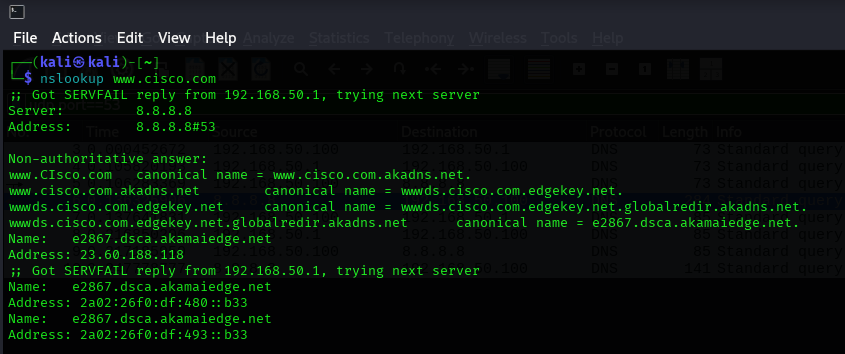 File Actions Edit View Help
Analyze Statistics Telephony Wireless Tools Help
┌──(kali㉿kali)-[~]
└─$ nslookup www.cisco.com
;; Got SERVFAIL reply from 192.168.50.1, trying next server
Server: 8.8.8.8
Address: 8.8.8.8#53
Time Source Destination Protocol Length Info
Non-authoritative answer:
www.CIsco.com canonical name = www.cisco.com.akadns.net.
www.cisco.com.akadns.net canonical name = wwwds.cisco.com.edgekey.net.
wwwds.cisco.com.edgekey.net canonical name = wwwds.cisco.com.edgekey.net.globalredir.akadns.net.
wwwds.cisco.com.edgekey.net.globalredir.akadns.net canonical name = e2867.dsca.akamaiedge.net.
Name: e2867.dsca.akamaiedge.net
Address: 23.60.188.118
;; Got SERVFAIL reply from 192.168.50.1, trying next server
Name: e2867.dsca.akamaiedge.net
Address: 2a02:26f0:df:480::b33
Name: e2867.dsca.akamaiedge.net
Address: 2a02:26f0:df:493::b33